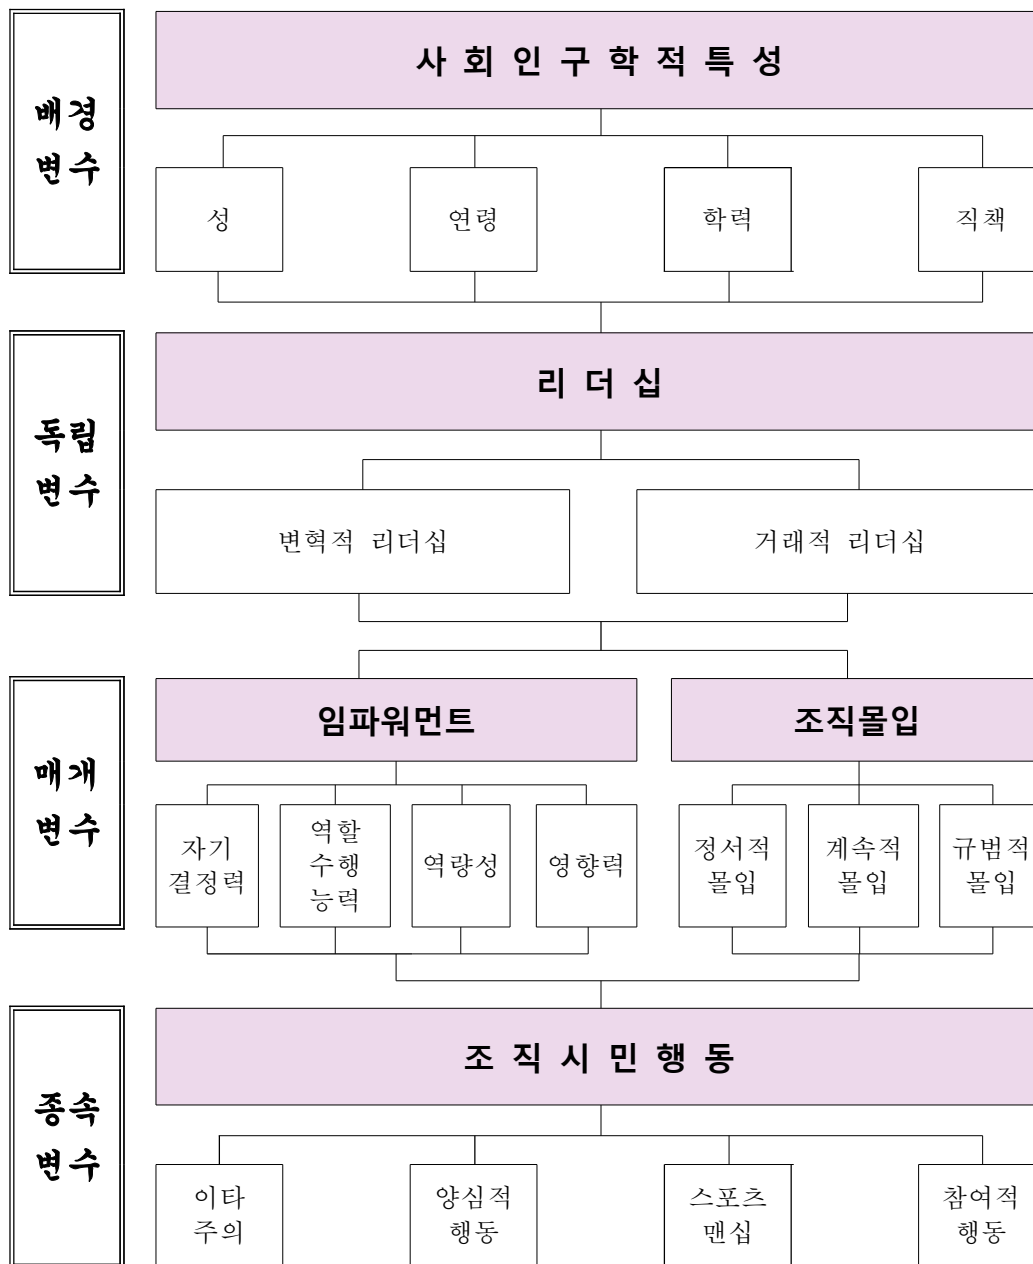 배경
변수
사 회 인 구 학 적 특 성
성
연령
학력
직책
독립
변수
리 더 십
변혁적 리더십
거래적 리더십
매개
변수
임파워먼트
조직몰입
자기
결정력
역할
수행
능력
역량성
영향력
정서적
몰입
계속적
몰입
규범적
몰입
종속
변수
조 직 시 민 행 동
이타
주의
양심적
행동
스포츠
맨십
참여적
행동